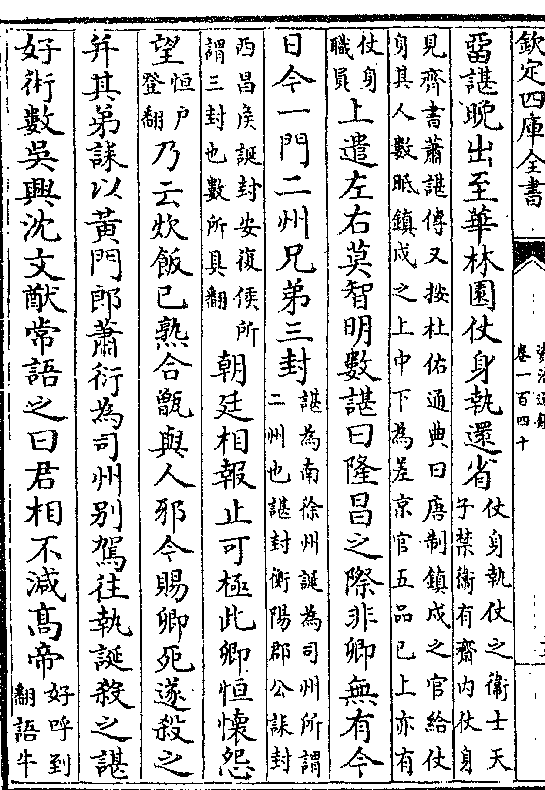 欽定四庫全書
卷一百四十
留諶晚出至華林園仗身執還省仗身執仗之衛士天
子禁衛有齋內仗身
見齊書蕭諶傳又按杜佑通典曰唐制鎮戍之官給仗
身其人數眡鎮戍之上中下為差京官五品已上亦有
仗身
職員上遣左右莫智明數諶曰隆昌之際非卿無有今
日今一門二州兄弟三封諶為南徐州誕為司州所謂
二州也諶封衡陽郡公誄封
西昌侯誕封安復侯所
謂三封也數所具翻朝廷相報止可極此卿恒懷怨
望恒户
登翻乃云炊飯已熟合甑與人邪今賜卿死遂殺之
并其弟誄以黃門郎蕭衍為司州别駕往執誕殺之諶
好術數吳興沈文猷常語之曰君相不減高帝好呼到
翻語牛